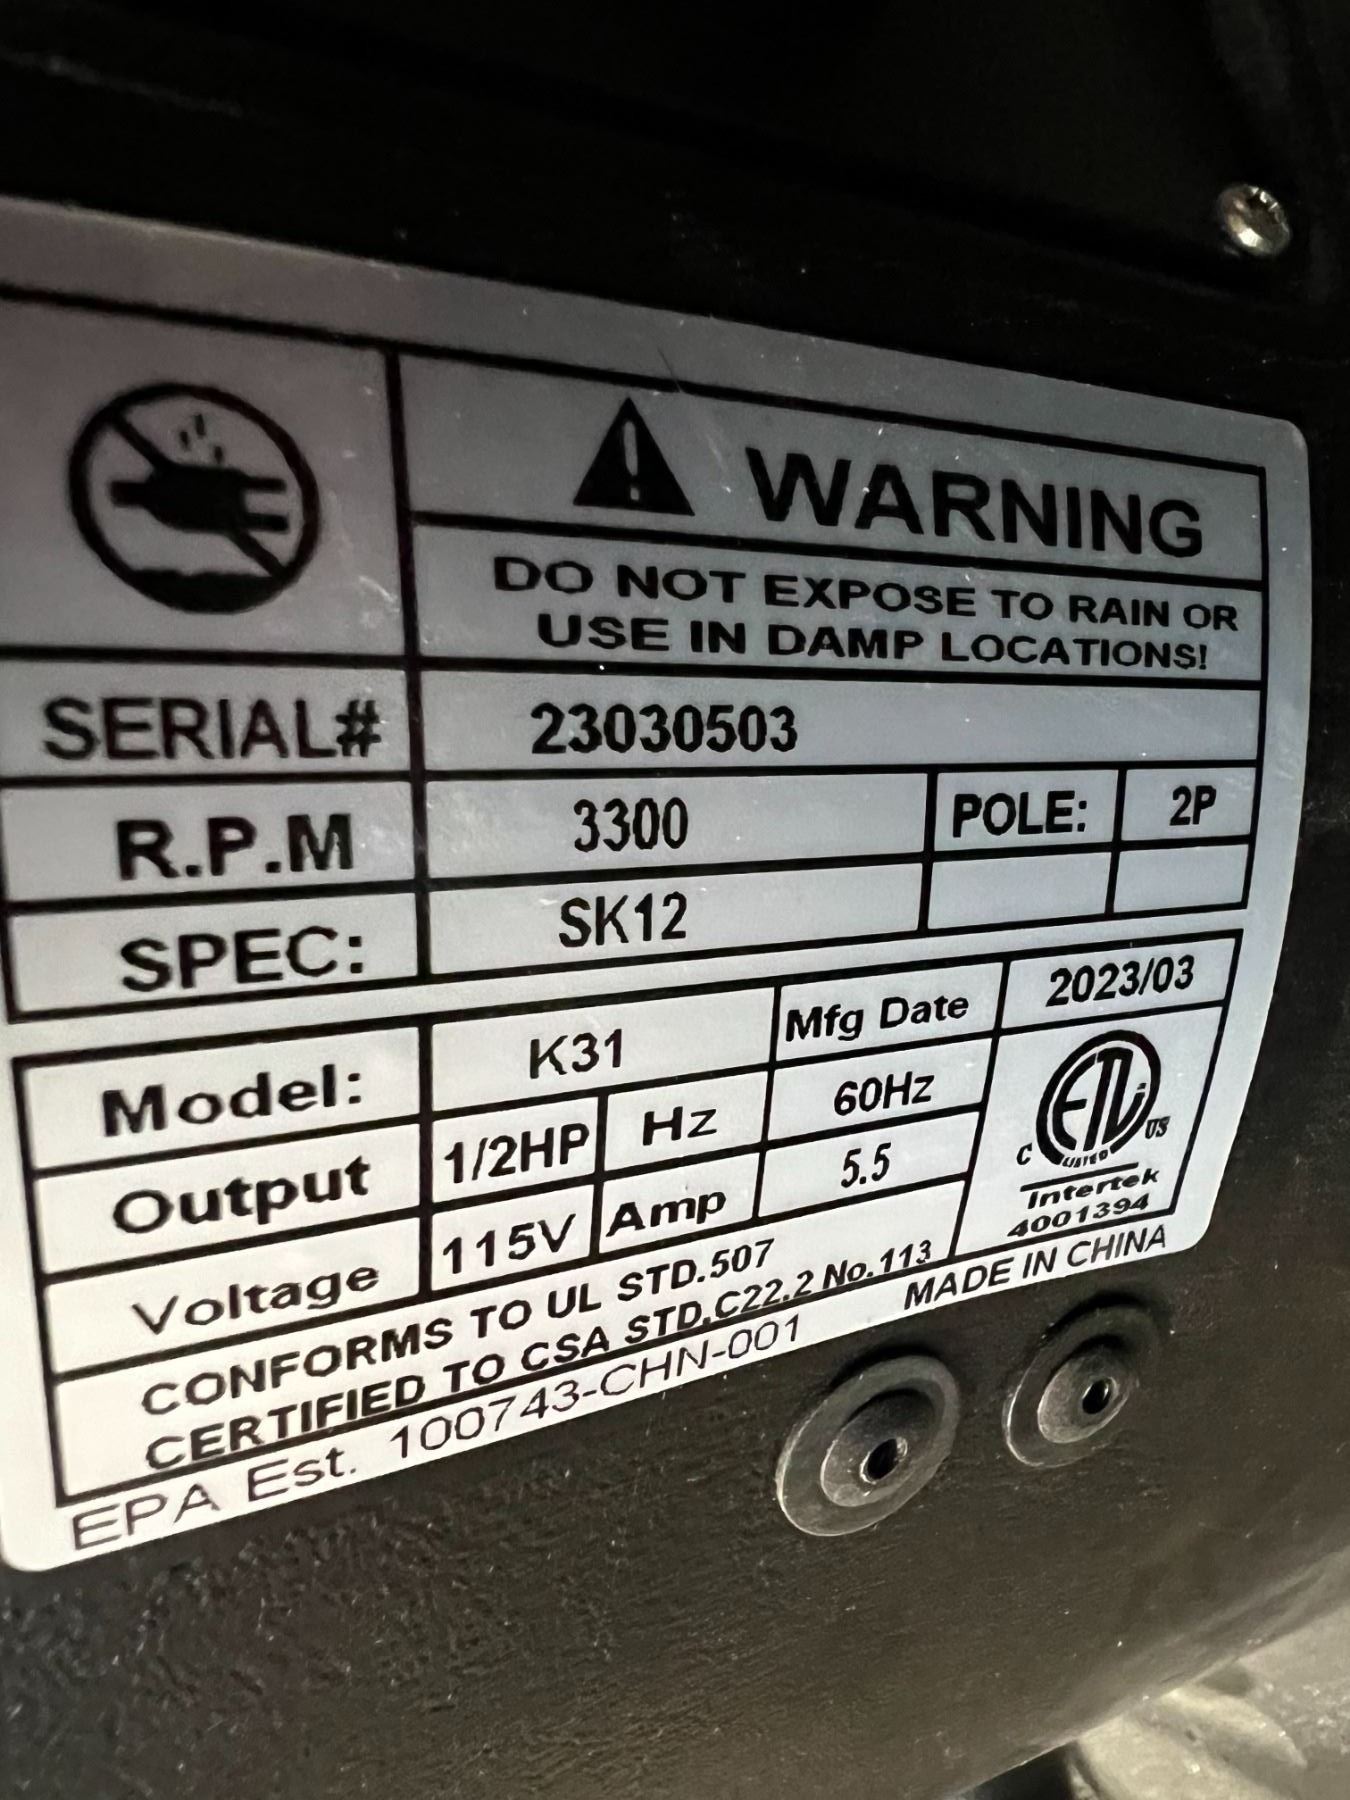 WARNING
DO NOT EXPOSE TO RAIN OR
USE IN DAMP LOCATIONS!
SERIAL# 23030503
R.P.M 3300 POLE: 2P
SPEC: SK12
Model: K31 Mfg Date 2023/03
Output 1/2HP Hz 60Hz
Voltage 115V Amp 5.5
C ETL US
LISTED
Intertek
4001394
CONFORMS TO UL STD.507
CERTIFIED TO CSA STD.C22.2 No.113
EPA Est. 100743-CHN-001 MADE IN CHINA